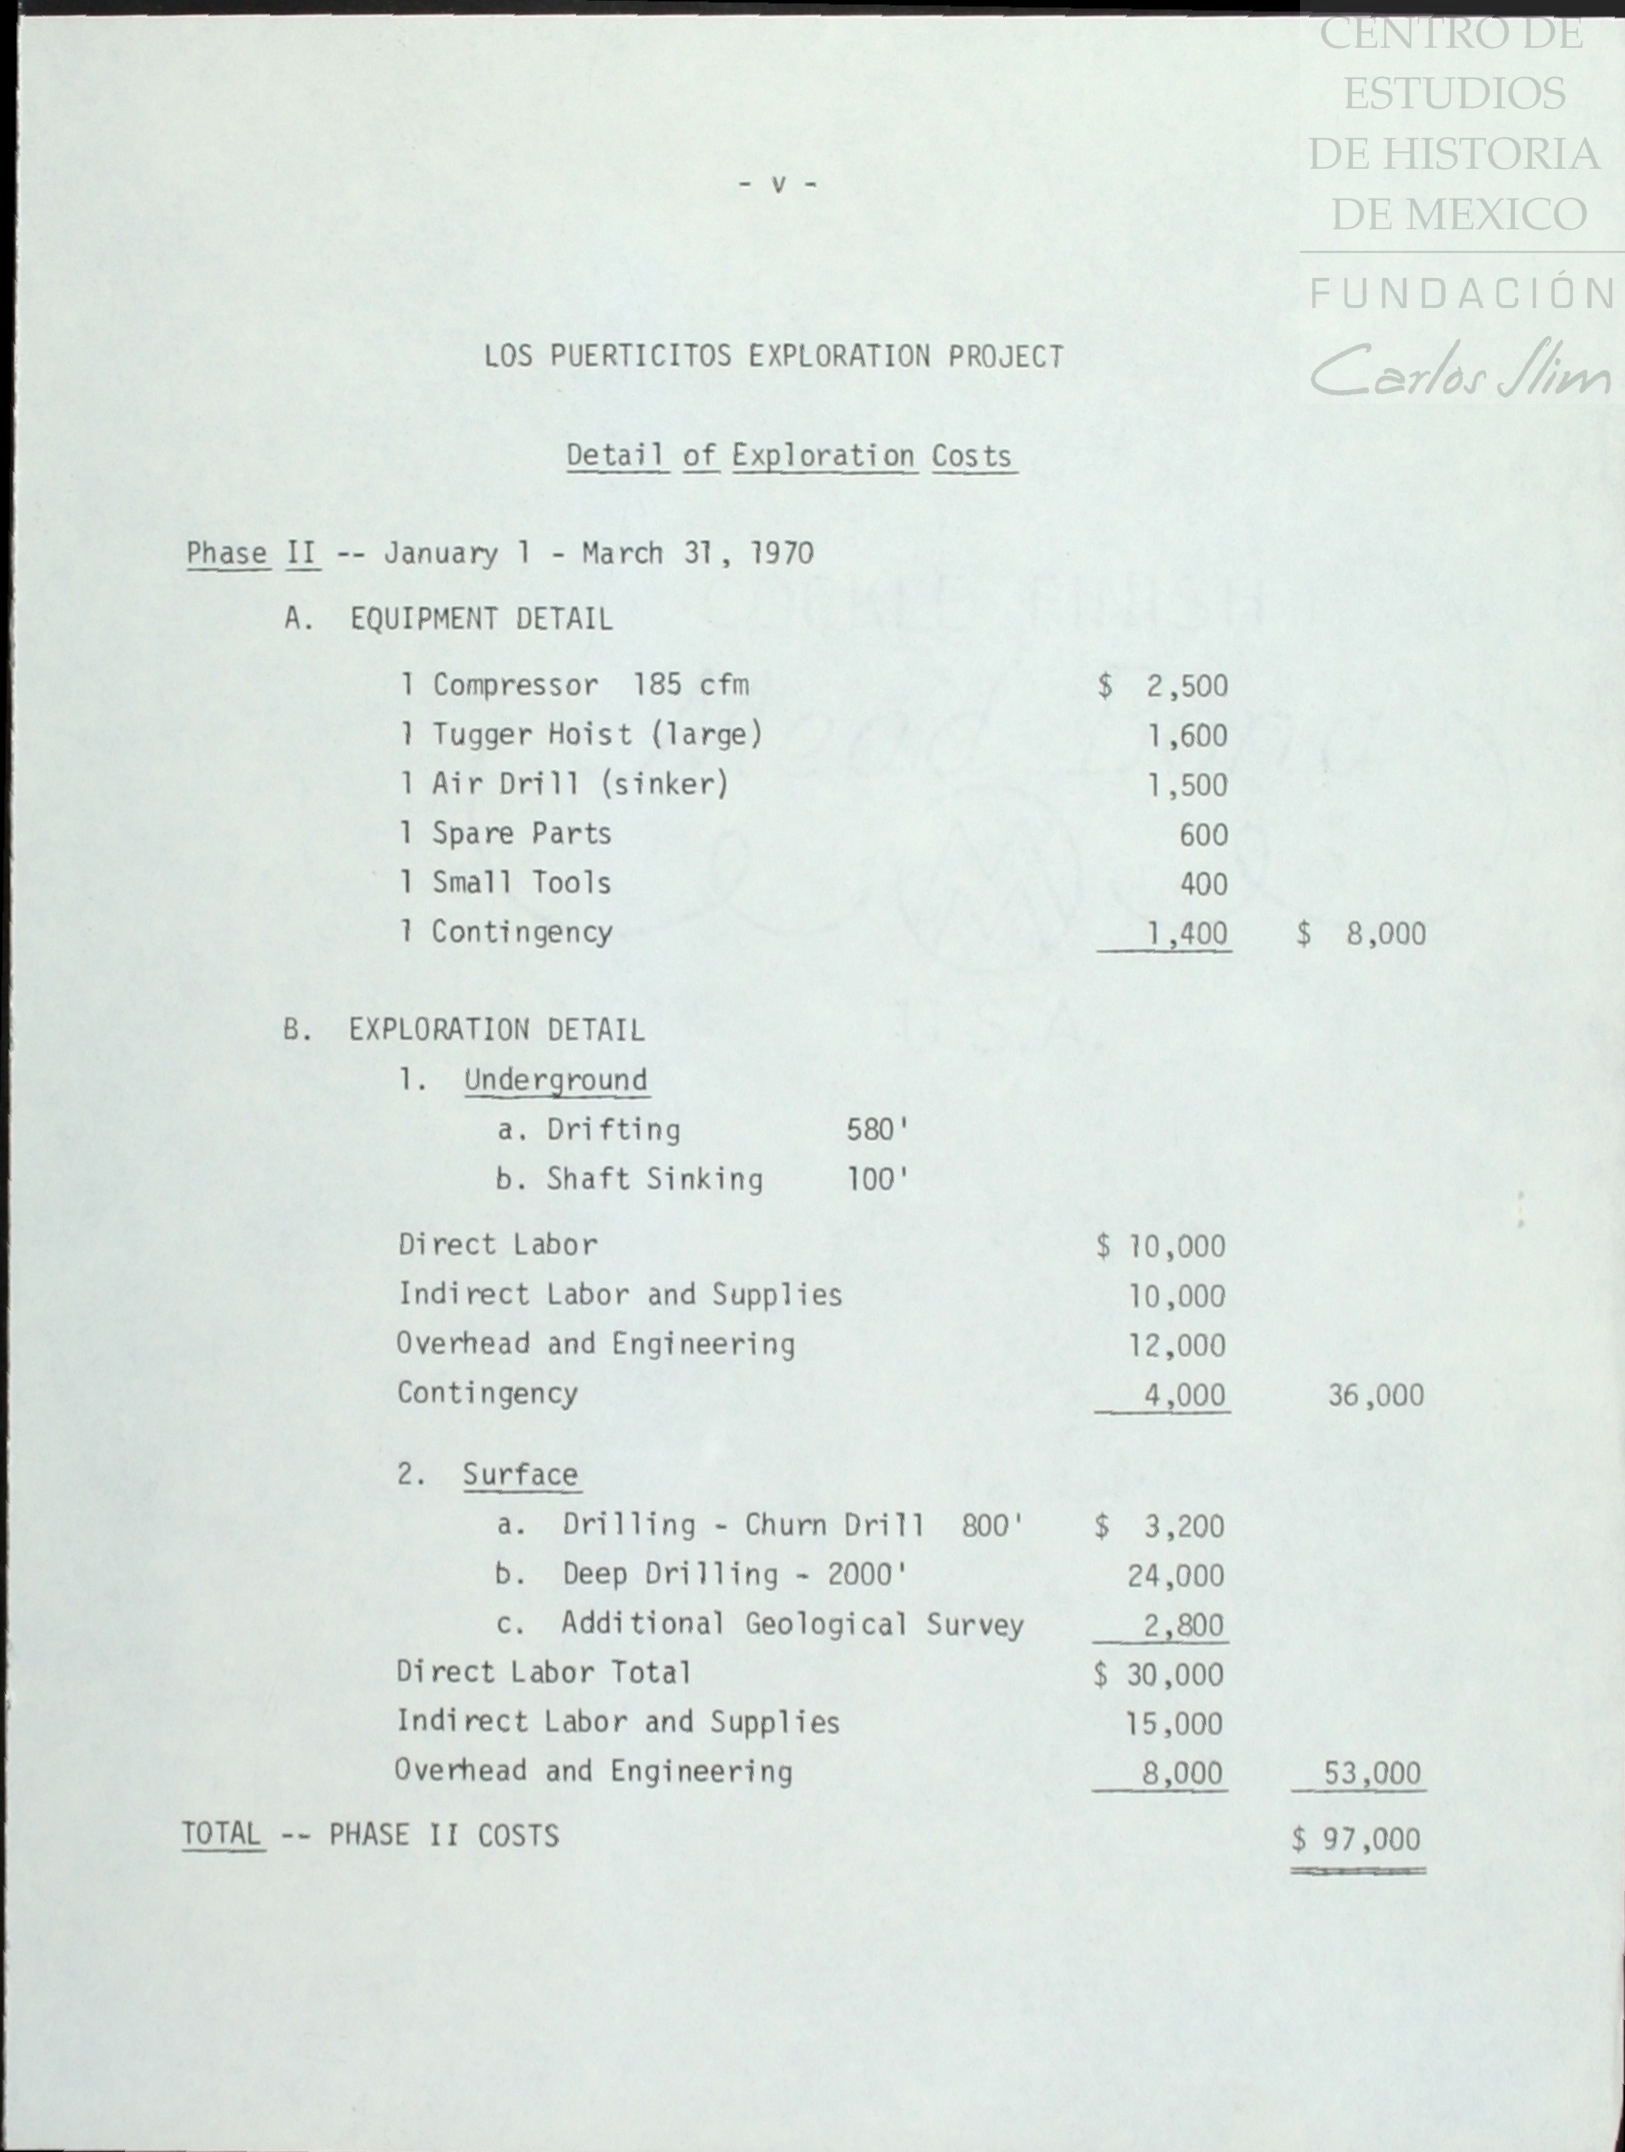 CENTRO DE
ESTUDIOS
DE HISTORIA
DE MEXICO
FUNDACIÓN
Carlos Slim
- v -
LOS PUERTICITOS EXPLORATION PROJECT
Detail of Exploration Costs
Phase II -- January 1 - March 31, 1970
A. EQUIPMENT DETAIL
1 Compressor 185 cfm $ 2,500
1 Tugger Hoist (large) 1,600
1 Air Drill (sinker) 1,500
1 Spare Parts 600
1 Small Tools 400
1 Contingency 1,400 $ 8,000
B. EXPLORATION DETAIL
1. Underground
a. Drifting 580'
b. Shaft Sinking 100'
Direct Labor $ 10,000
Indirect Labor and Supplies 10,000
Overhead and Engineering 12,000
Contingency 4,000 36,000
2. Surface
a. Drilling - Churn Drill 800' $ 3,200
b. Deep Drilling - 2000' 24,000
c. Additional Geological Survey 2,800
Direct Labor Total $ 30,000
Indirect Labor and Supplies 15,000
Overhead and Engineering 8,000 53,000
TOTAL -- PHASE II COSTS $ 97,000